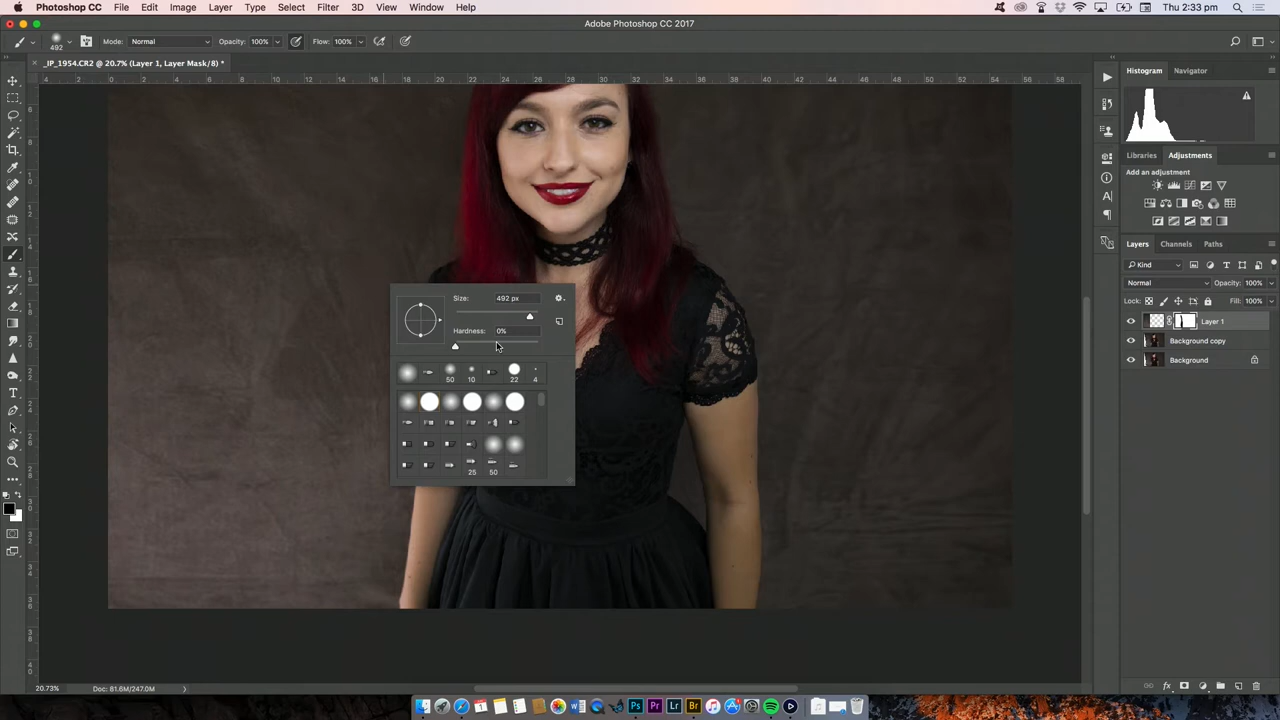 Photoshop CC File Edit Image Layer Type Select Filter 3D View Window Help Thu 2:33 pm
Adobe Photoshop CC 2017
492 Mode: Normal Opacity: 100% Flow: 100%
_IP_1954.CR2 @ 20.7% (Layer 1, Layer Mask/8) *
Histogram Navigator
Libraries Adjustments
Add an adjustment
Layers Channels Paths
Kind
Normal Opacity: 100%
Lock: Fill: 100%
Layer 1
Background copy
Background
Size: 492 px
Hardness: 0%
50 10 22 4
25 50
20.73% Doc: 81.6M/247.0M